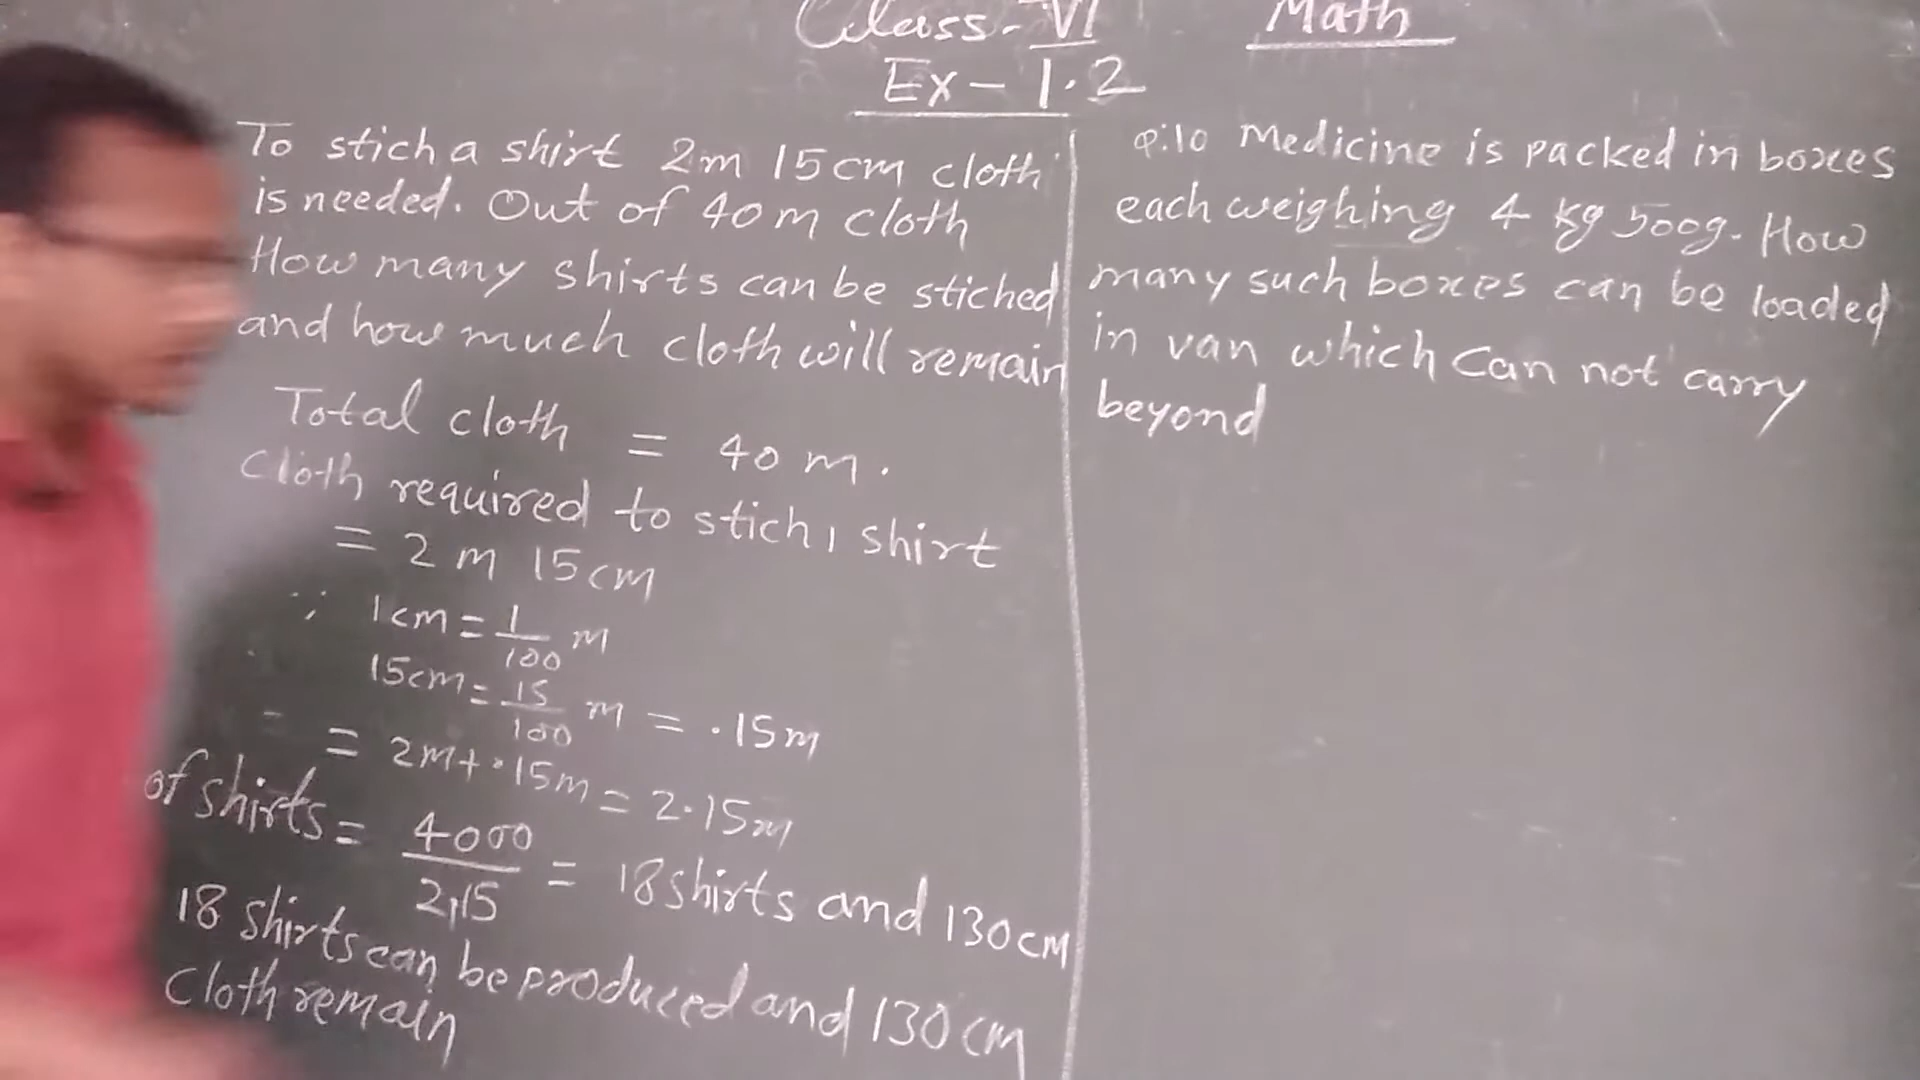 Class - VI Math
Ex - 1.2
To stich a shirt 2m 15cm cloth
is needed. Out of 40m cloth
How many shirts can be stiched
and how much cloth will remain
Total cloth = 40 m.
Cloth required to stich 1 shirt
= 2 m 15 cm
∵ 1cm = 1/100 m
15cm = 15/100 m = .15m
= 2m + .15m = 2.15m
of shirts = 4000/2.15 = 18 shirts and 130cm
18 shirts can be produced and 130cm
Cloth remain
Q.10 Medicine is packed in boxes
each weighing 4 kg 500g. How
many such boxes can be loaded
in van which can not carry
beyond